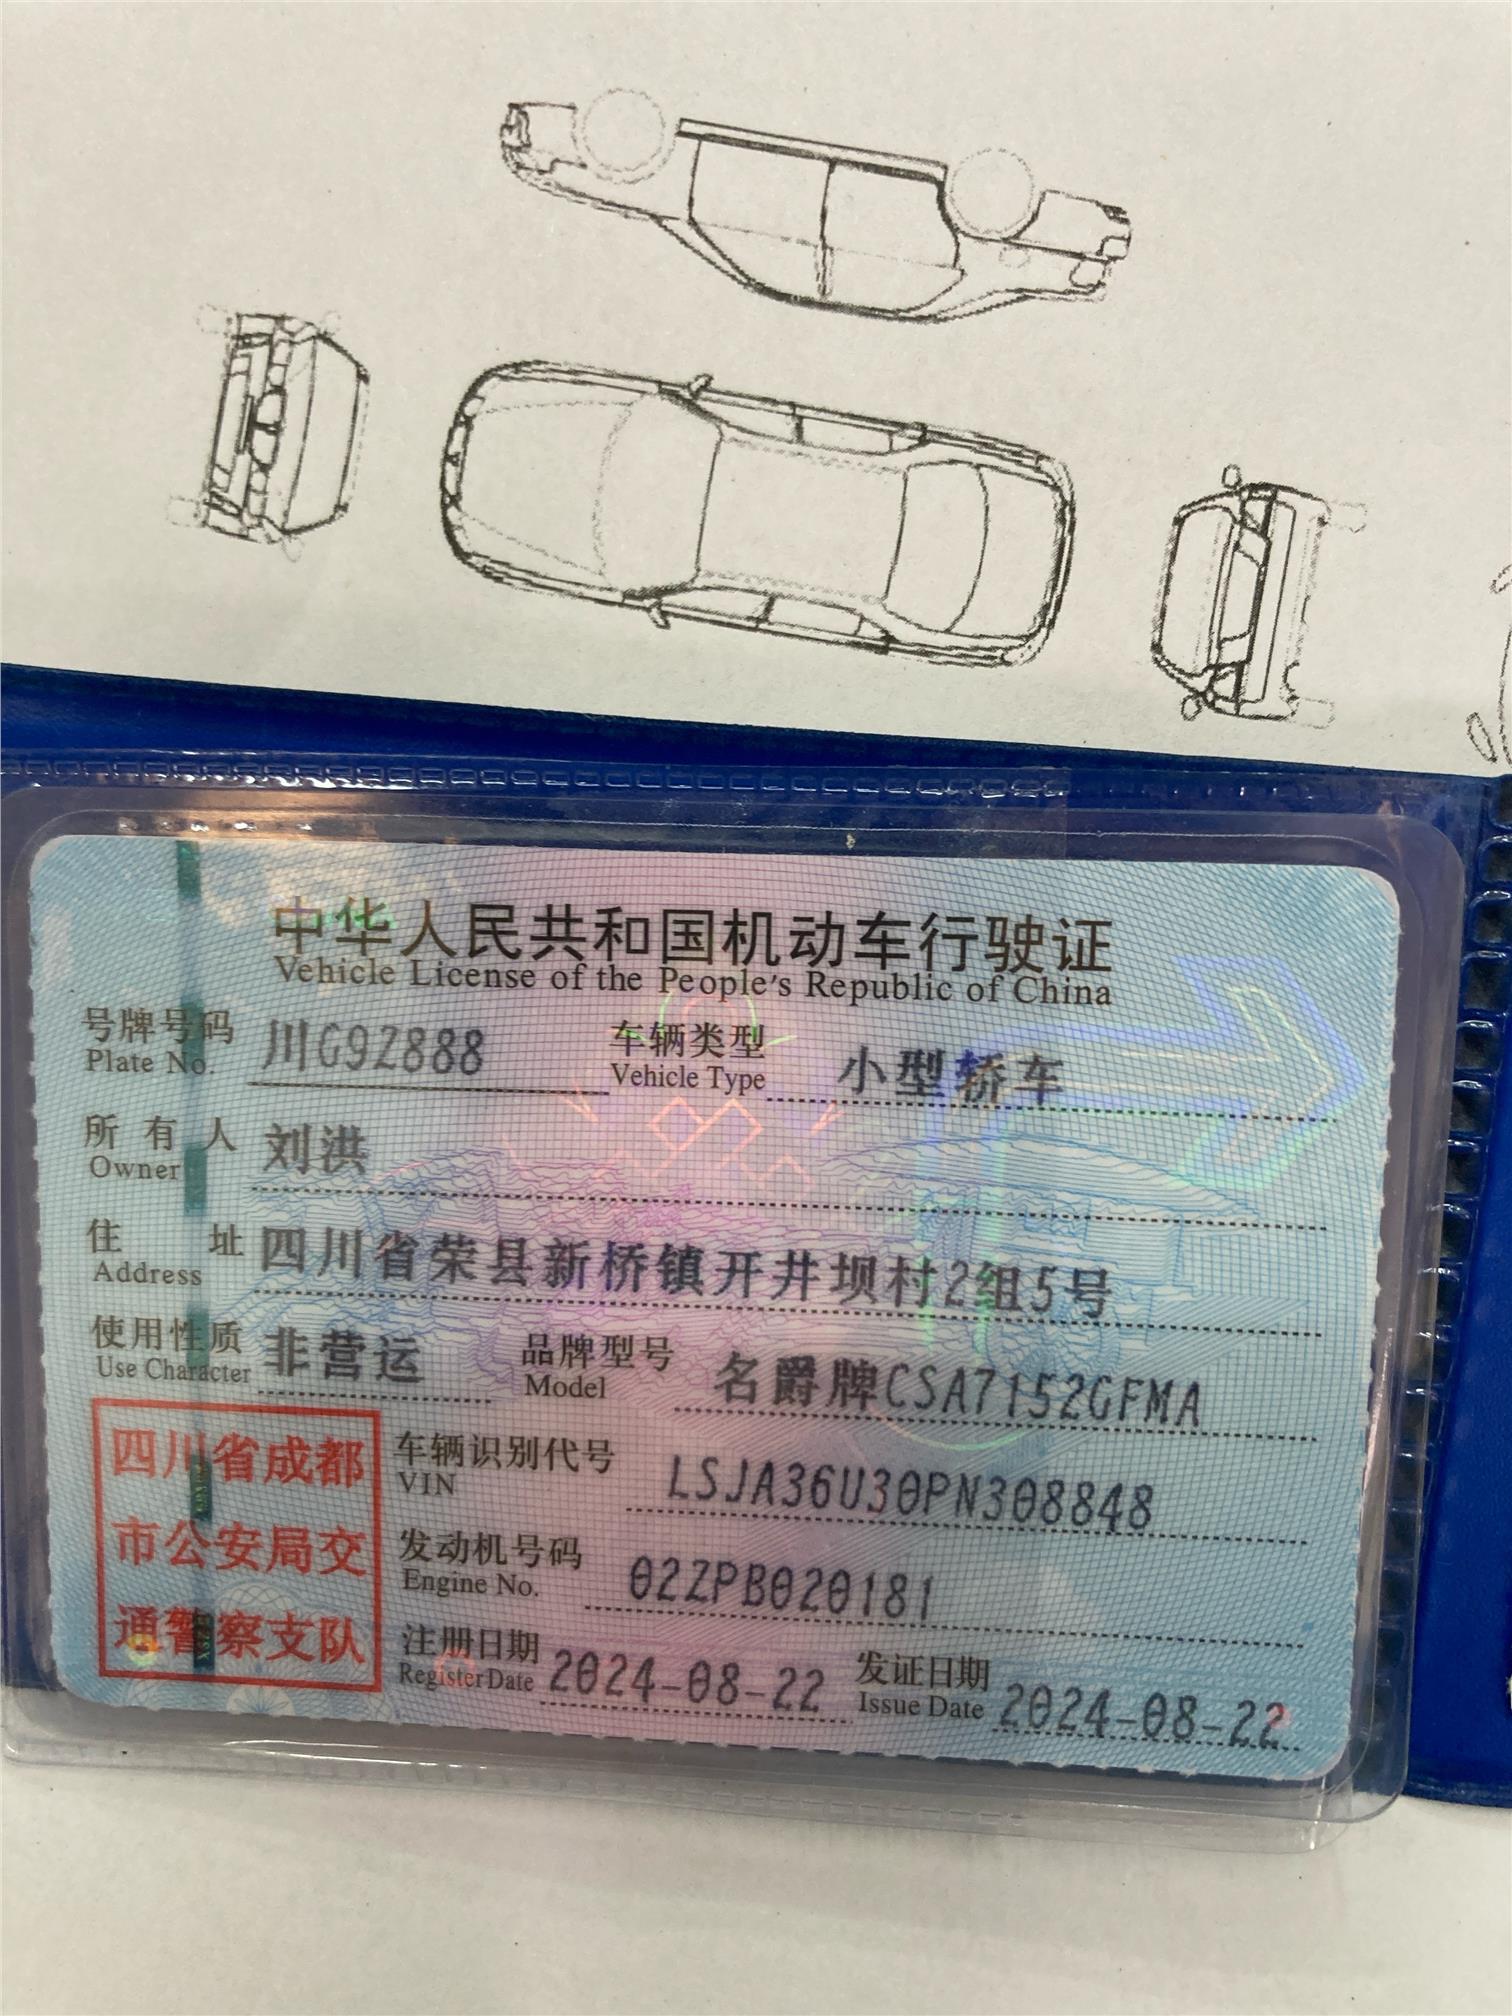 中华人民共和国机动车行驶证
Vehicle License of the People's Republic of China
号牌号码 川G92888 车辆类型 小型轿车
Plate No. Vehicle Type
所有人 刘洪
Owner
住址 四川省荣县新桥镇开井坝村2组5号
Address
使用性质 非营运 品牌型号 名爵牌CSA7152GFMA
Use Character Model
四川省成都
市公安局交
通警察支队
车辆识别代号 LSJA36U30PN308848
VIN
发动机号码 02ZPB020181
Engine No.
注册日期 2024-08-22 发证日期 2024-08-22
Register Date Issue Date